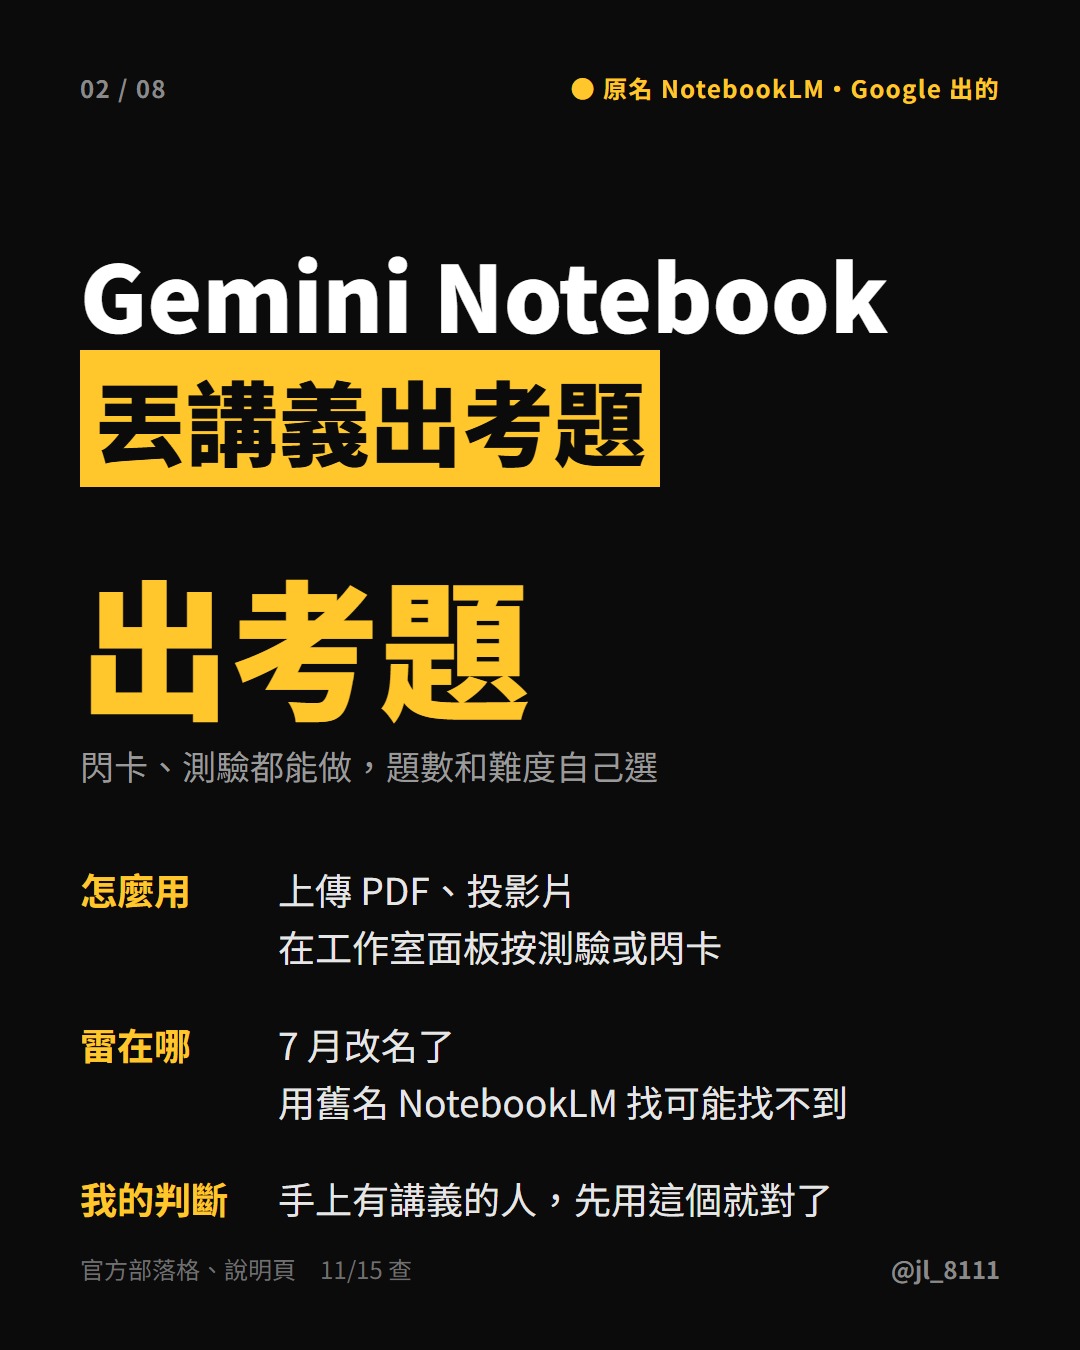 02 / 08
● 原名 NotebookLM・Google 出的
Gemini Notebook
丟講義出考題
出考題
閃卡、測驗都能做，題數和難度自己選
怎麼用
上傳 PDF、投影片
在工作室面板按測驗或閃卡
雷在哪
7 月改名了
用舊名 NotebookLM 找可能找不到
我的判斷
手上有講義的人，先用這個就對了
官方部落格、說明頁　11/15 查
@jl_8111